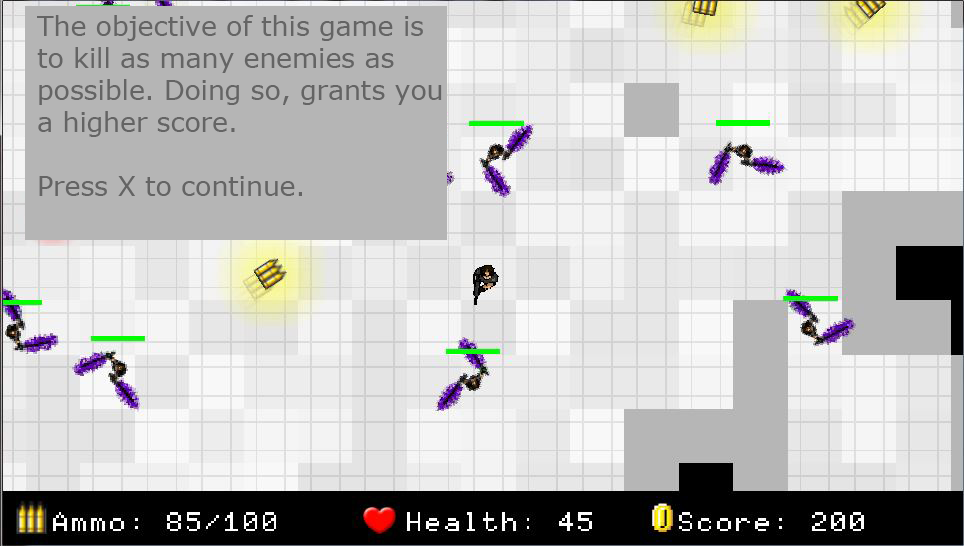 The objective of this game is
to kill as many enemies as
possible. Doing so, grants you
a higher score.
Press X to continue.
Ammo: 85/100 Health: 45 Score: 200